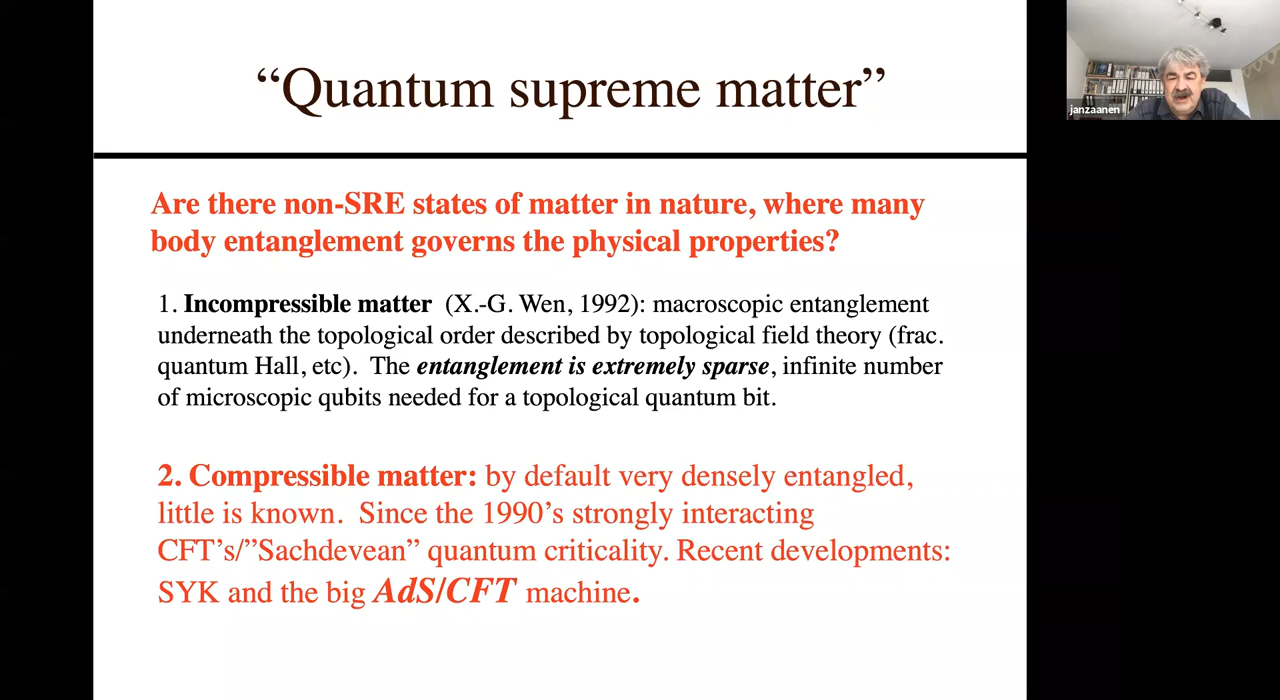 “Quantum supreme matter”
janzaanen
Are there non-SRE states of matter in nature, where many
body entanglement governs the physical properties?
1. Incompressible matter (X.-G. Wen, 1992): macroscopic entanglement
underneath the topological order described by topological field theory (frac.
quantum Hall, etc). The entanglement is extremely sparse, infinite number
of microscopic qubits needed for a topological quantum bit.
2. Compressible matter: by default very densely entangled,
little is known. Since the 1990’s strongly interacting
CFT’s/”Sachdevean” quantum criticality. Recent developments:
SYK and the big AdS/CFT machine.